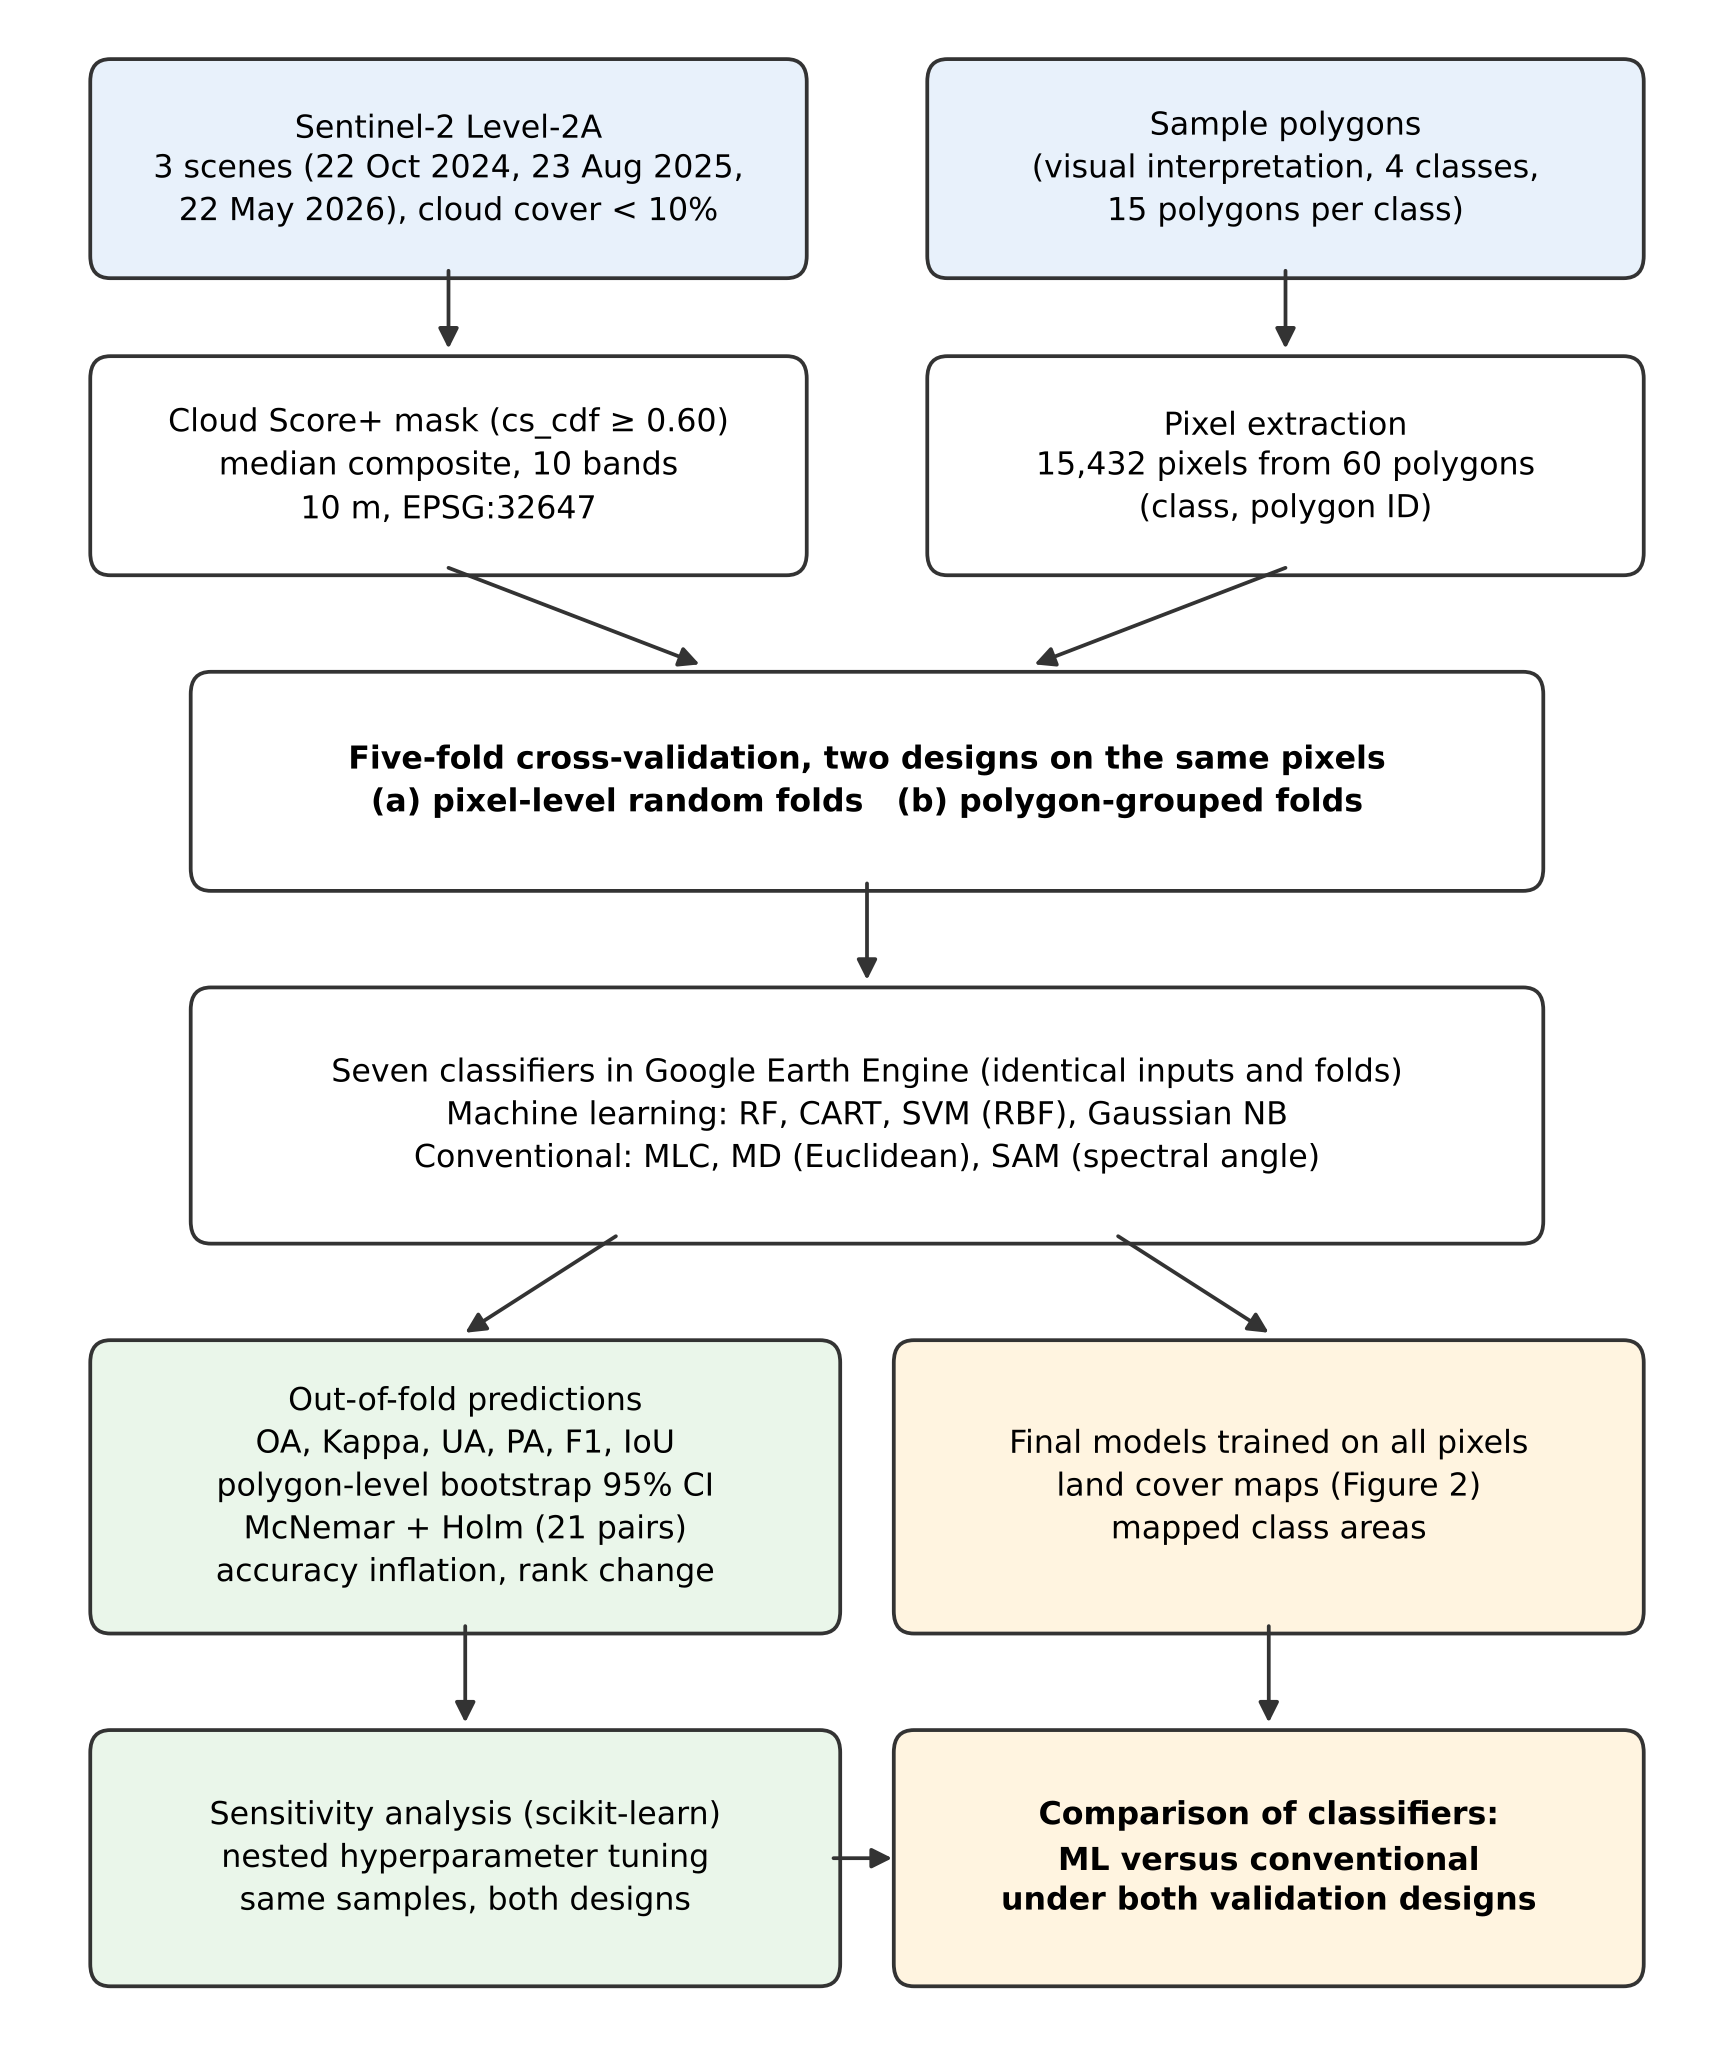 Sentinel-2 Level-2A
3 scenes (22 Oct 2024, 23 Aug 2025,
22 May 2026), cloud cover < 10%
Sample polygons
(visual interpretation, 4 classes,
15 polygons per class)
Cloud Score+ mask (cs_cdf ≥ 0.60)
median composite, 10 bands
10 m, EPSG:32647
Pixel extraction
15,432 pixels from 60 polygons
(class, polygon ID)
Five-fold cross-validation, two designs on the same pixels
(a) pixel-level random folds (b) polygon-grouped folds
Seven classifiers in Google Earth Engine (identical inputs and folds)
Machine learning: RF, CART, SVM (RBF), Gaussian NB
Conventional: MLC, MD (Euclidean), SAM (spectral angle)
Out-of-fold predictions
OA, Kappa, UA, PA, F1, IoU
polygon-level bootstrap 95% CI
McNemar + Holm (21 pairs)
accuracy inflation, rank change
Final models trained on all pixels
land cover maps (Figure 2)
mapped class areas
Sensitivity analysis (scikit-learn)
nested hyperparameter tuning
same samples, both designs
Comparison of classifiers:
ML versus conventional
under both validation designs